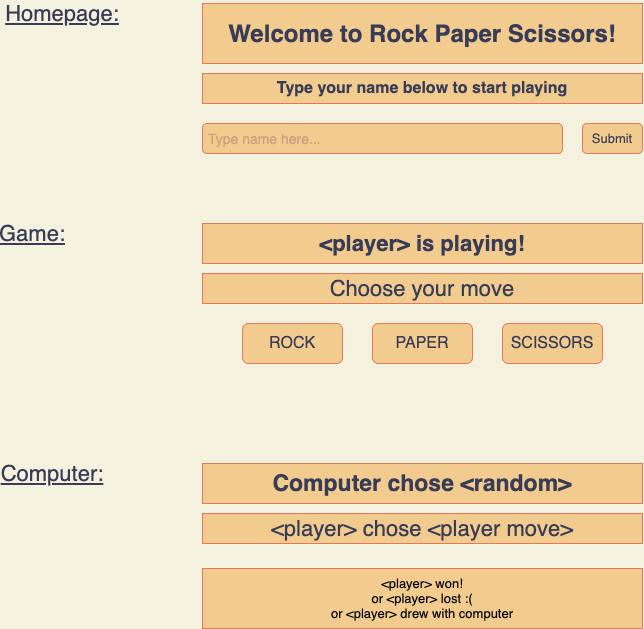 Homepage:
Welcome to Rock Paper Scissors!
Type your name below to start playing
Type name here...
Submit
Game:
<player> is playing!
Choose your move
ROCK
PAPER
SCISSORS
Computer:
Computer chose <random>
<player> chose <player move>
<player> won!
or <player> lost :(
or <player> drew with computer